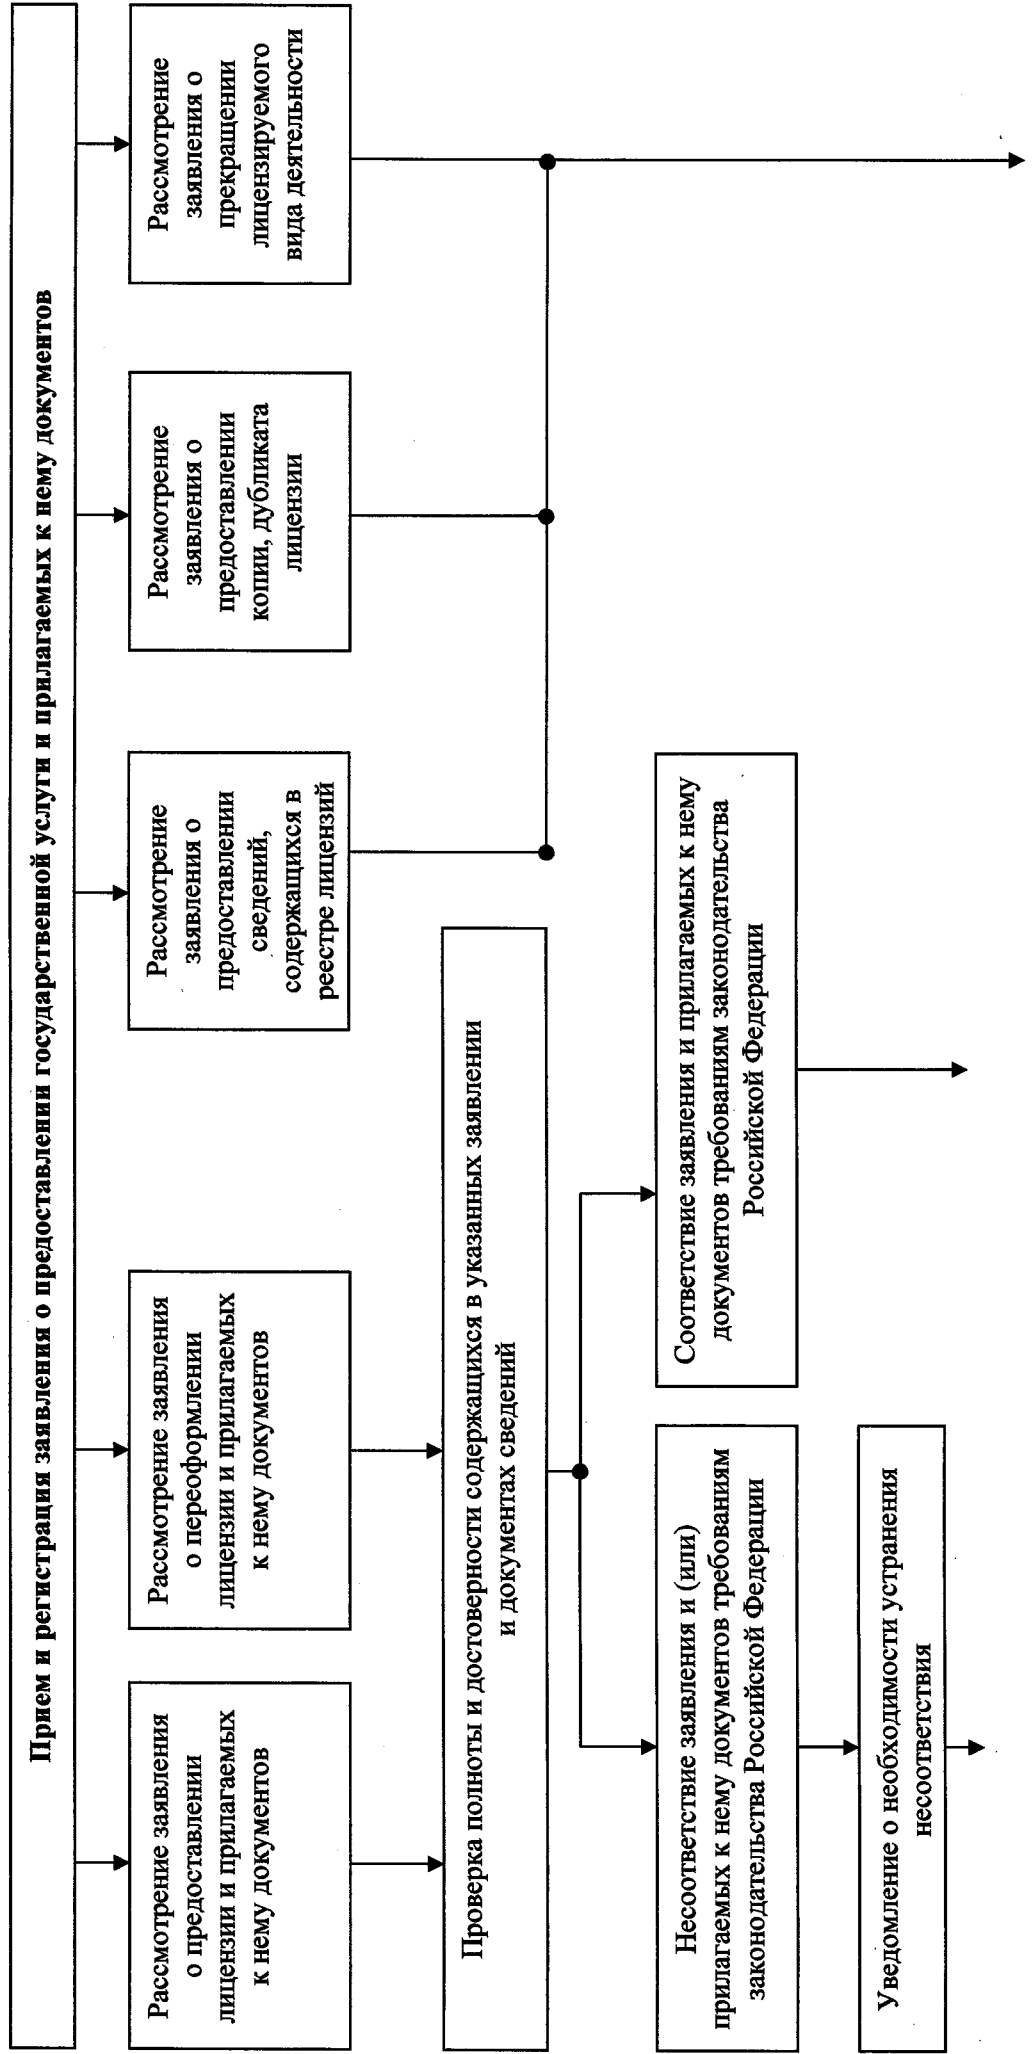 Прием и регистрация заявления о предоставлении государственной услуги и прилагаемых к нему документов
Рассмотрение заявления
о предоставлении
лицензии и прилагаемых
к нему документов
Рассмотрение заявления
о переоформлении
лицензии и прилагаемых
к нему документов
Рассмотрение
заявления о
предоставлении
сведений,
содержащихся в
реестре лицензий
Рассмотрение
заявления о
предоставлении
копии, дубликата
лицензии
Рассмотрение
заявления о
прекращении
лицензируемого
вида деятельности
Проверка полноты и достоверности содержащихся в указанных заявлении
и документах сведений
Несоответствие заявления и (или)
прилагаемых к нему документов требованиям
законодательства Российской Федерации
Соответствие заявления и прилагаемых к нему
документов требованиям законодательства
Российской Федерации
Уведомление о необходимости устранения
несоответствия